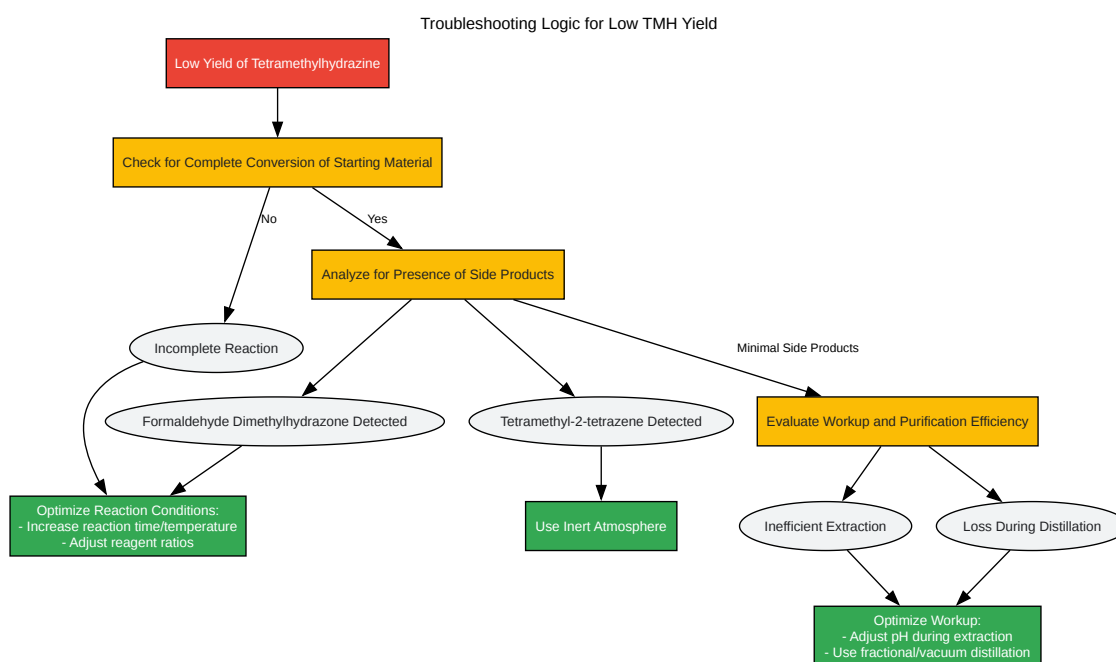 Troubleshooting Logic for Low TMH Yield
Low Yield of Tetramethylhydrazine
Check for Complete Conversion of Starting Material
No
Yes
Analyze for Presence of Side Products
Incomplete Reaction
Minimal Side Products
Formaldehyde Dimethylhydrazone Detected
Tetramethyl-2-tetrazene Detected
Evaluate Workup and Purification Efficiency
Optimize Reaction Conditions:
- Increase reaction time/temperature
- Adjust reagent ratios
Use Inert Atmosphere
Inefficient Extraction
Loss During Distillation
Optimize Workup:
- Adjust pH during extraction
- Use fractional/vacuum distillation